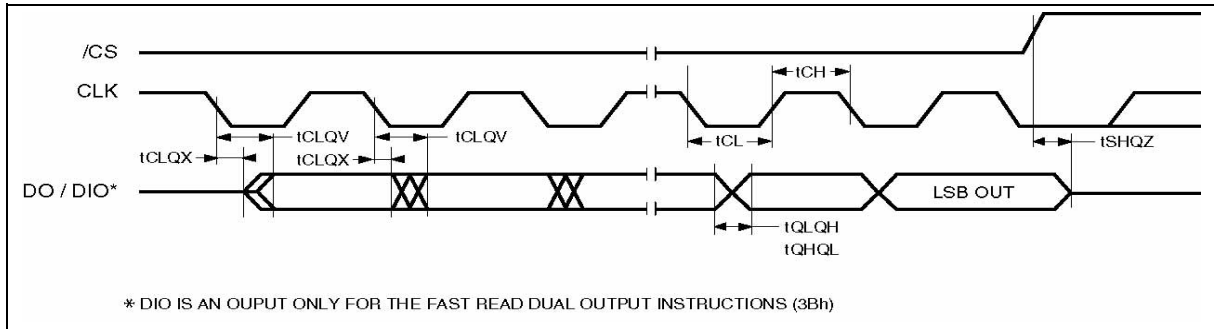 /CS
CLK
tCH
tCLQV
tCLQV
tCL
tSHQZ
tCLQX
tCLQX
DO / DIO*
LSB OUT
tQLQH
tQHQL
* DIO IS AN OUPUT ONLY FOR THE FAST READ DUAL OUTPUT INSTRUCTIONS (3Bh)